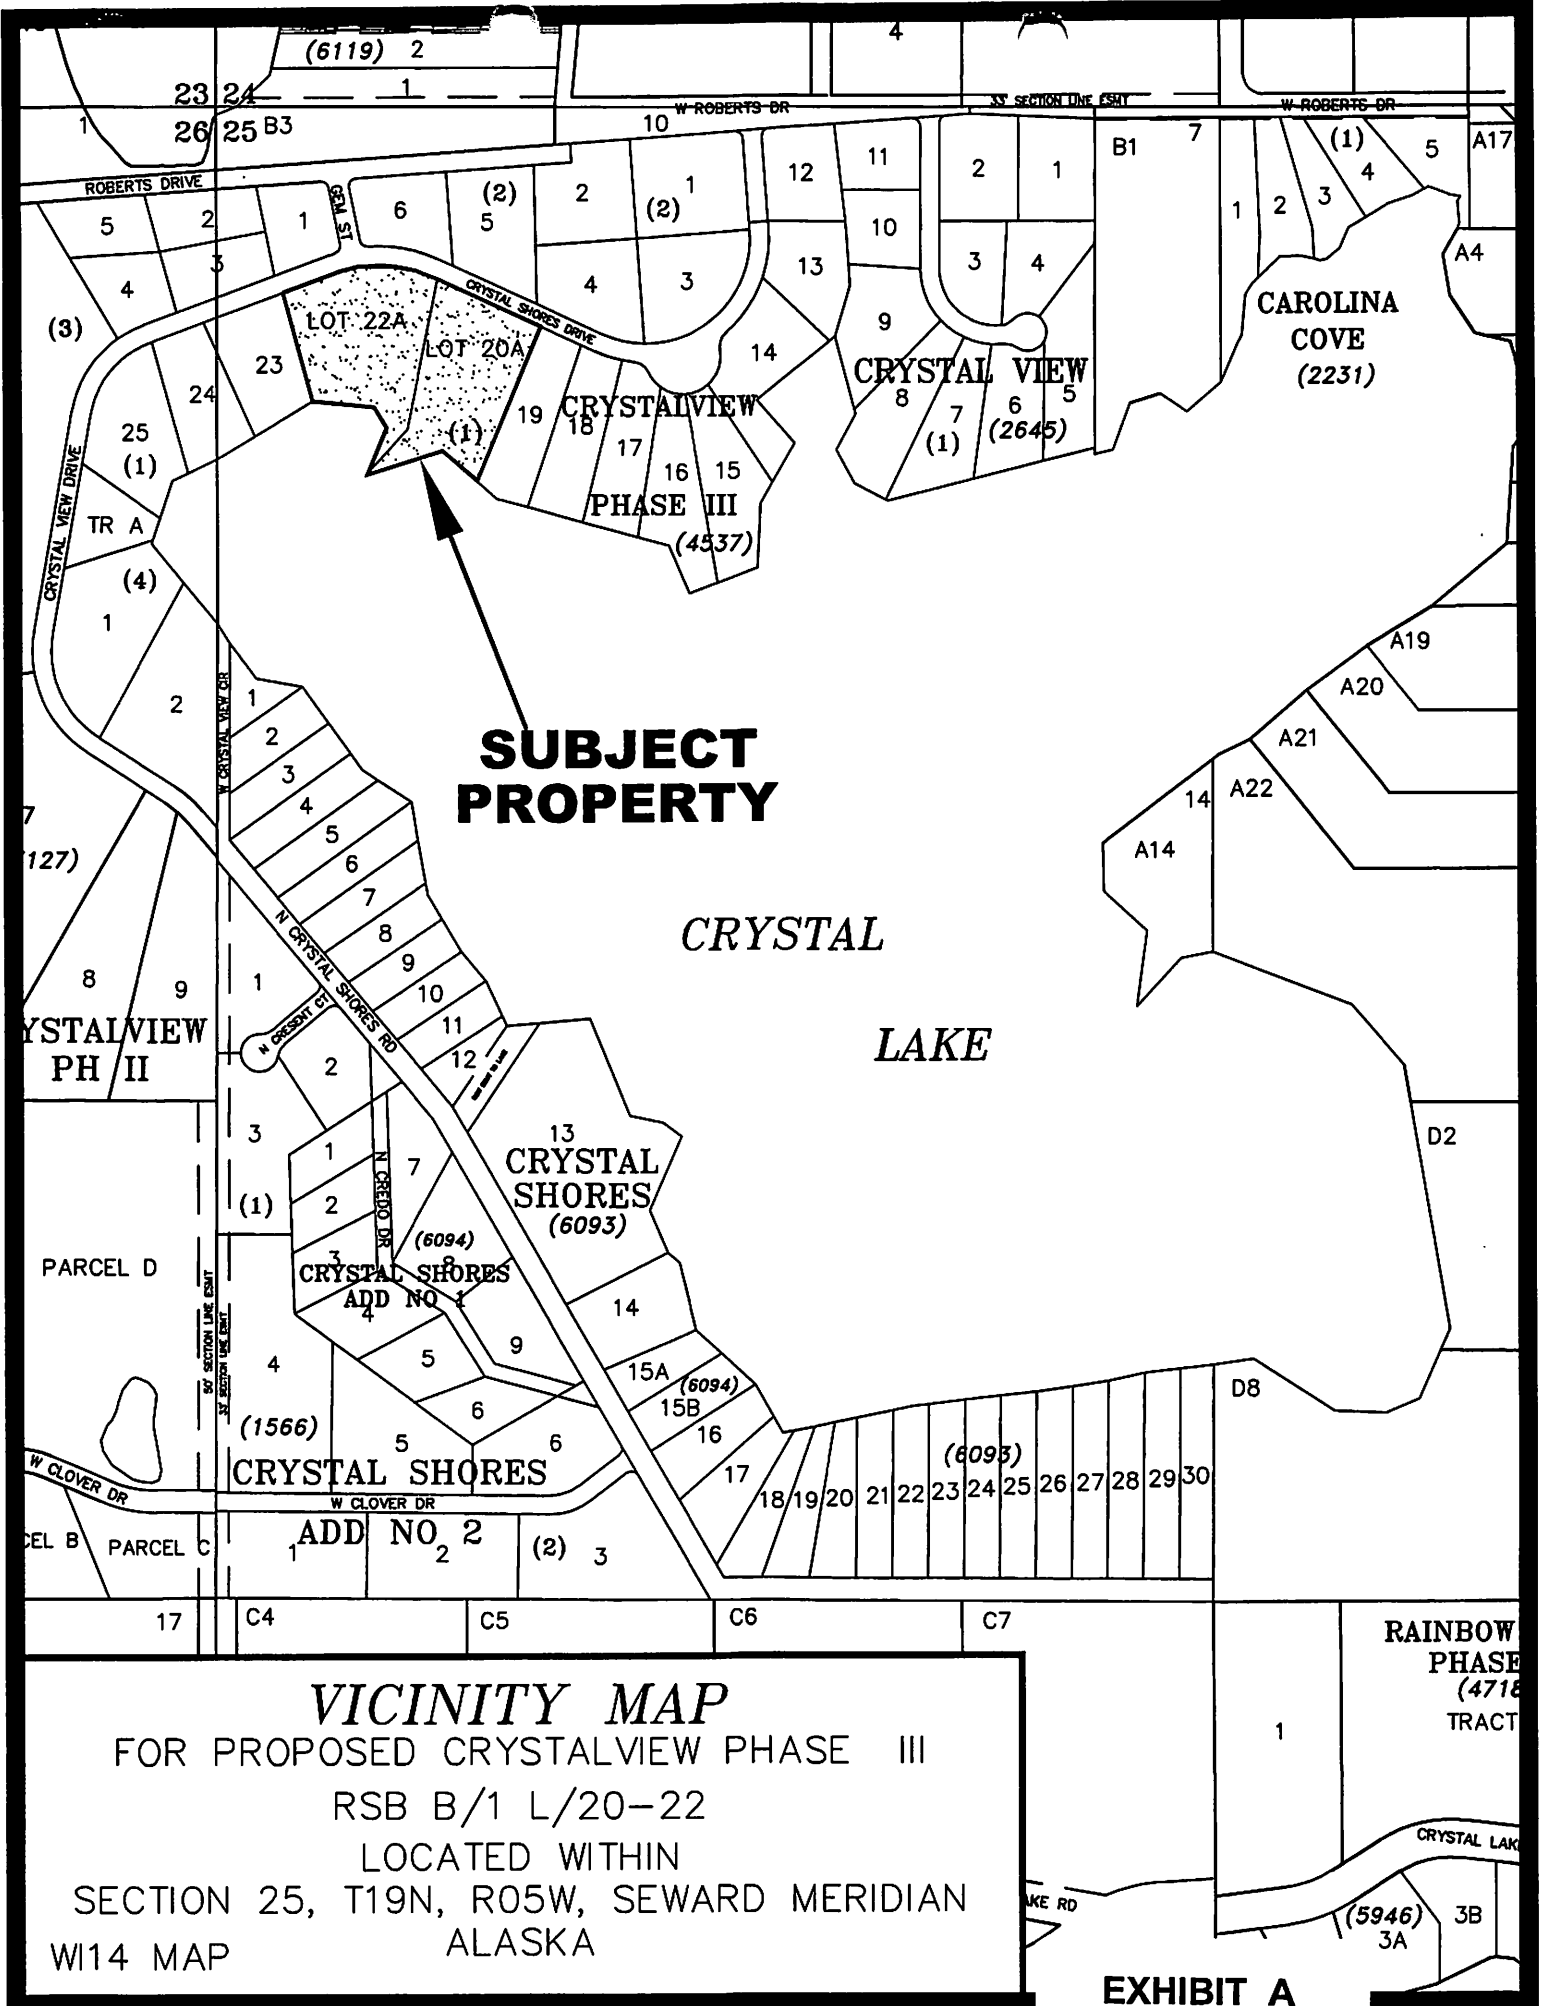 (6119) 2
1
4
23 24
26 25 B3
1
W ROBERTS DR
33' SECTION LINE ESMT
W ROBERTS DR
10
7
B1
(1)
5
A17
ROBERTS DRIVE
GEM ST
5
2
1
6
(2)
5
2
1
(2)
12
11
2
1
1
2
3
4
4
3
10
A4
(3)
4
3
13
3
4
CAROLINA
COVE
(2231)
CRYSTAL SHORES DRIVE
LOT 22A
LOT 20A
9
14
23
24
25
(1)
19
18
17
16
15
(1)
CRYSTALVIEW
PHASE III
(4537)
CRYSTAL VIEW
8
7
6
5
(1)
(2645)
CRYSTAL VIEW DRIVE
TR A
(4)
1
2
W CRYSTAL VIEW CIR
1
2
3
4
5
6
7
8
9
10
11
12
SUBJECT
PROPERTY
A19
A20
A21
A22
14
A14
7
127)
8
9
YSTALVIEW
PH II
CRYSTAL
LAKE
N CRYSTAL SHORES RD
1
N CRESENT CT
2
3
(1)
1
2
3
4
5
6
7
8
9
N CREDO DR
(6094)
CRYSTAL SHORES
ADD NO 1
13
CRYSTAL
SHORES
(6093)
D2
PARCEL D
50' SECTION LINE ESMT
33' SECTION LINE ESMT
14
15A
(6094)
15B
16
17
18 19 20 21 22 23 24 25 26 27 28 29 30
(6093)
D8
4
(1566)
5
6
CRYSTAL SHORES
ADD NO 2
W CLOVER DR
W CLOVER DR
CEL B
PARCEL C
1
2
(2)
3
17
C4
C5
C6
C7
RAINBOW
PHASE
(4718
TRACT
1
CRYSTAL LAK
AKE RD
(5946)
3A
3B
VICINITY MAP
FOR PROPOSED CRYSTALVIEW PHASE III
RSB B/1 L/20-22
LOCATED WITHIN
SECTION 25, T19N, R05W, SEWARD MERIDIAN
ALASKA
WI14 MAP
EXHIBIT A